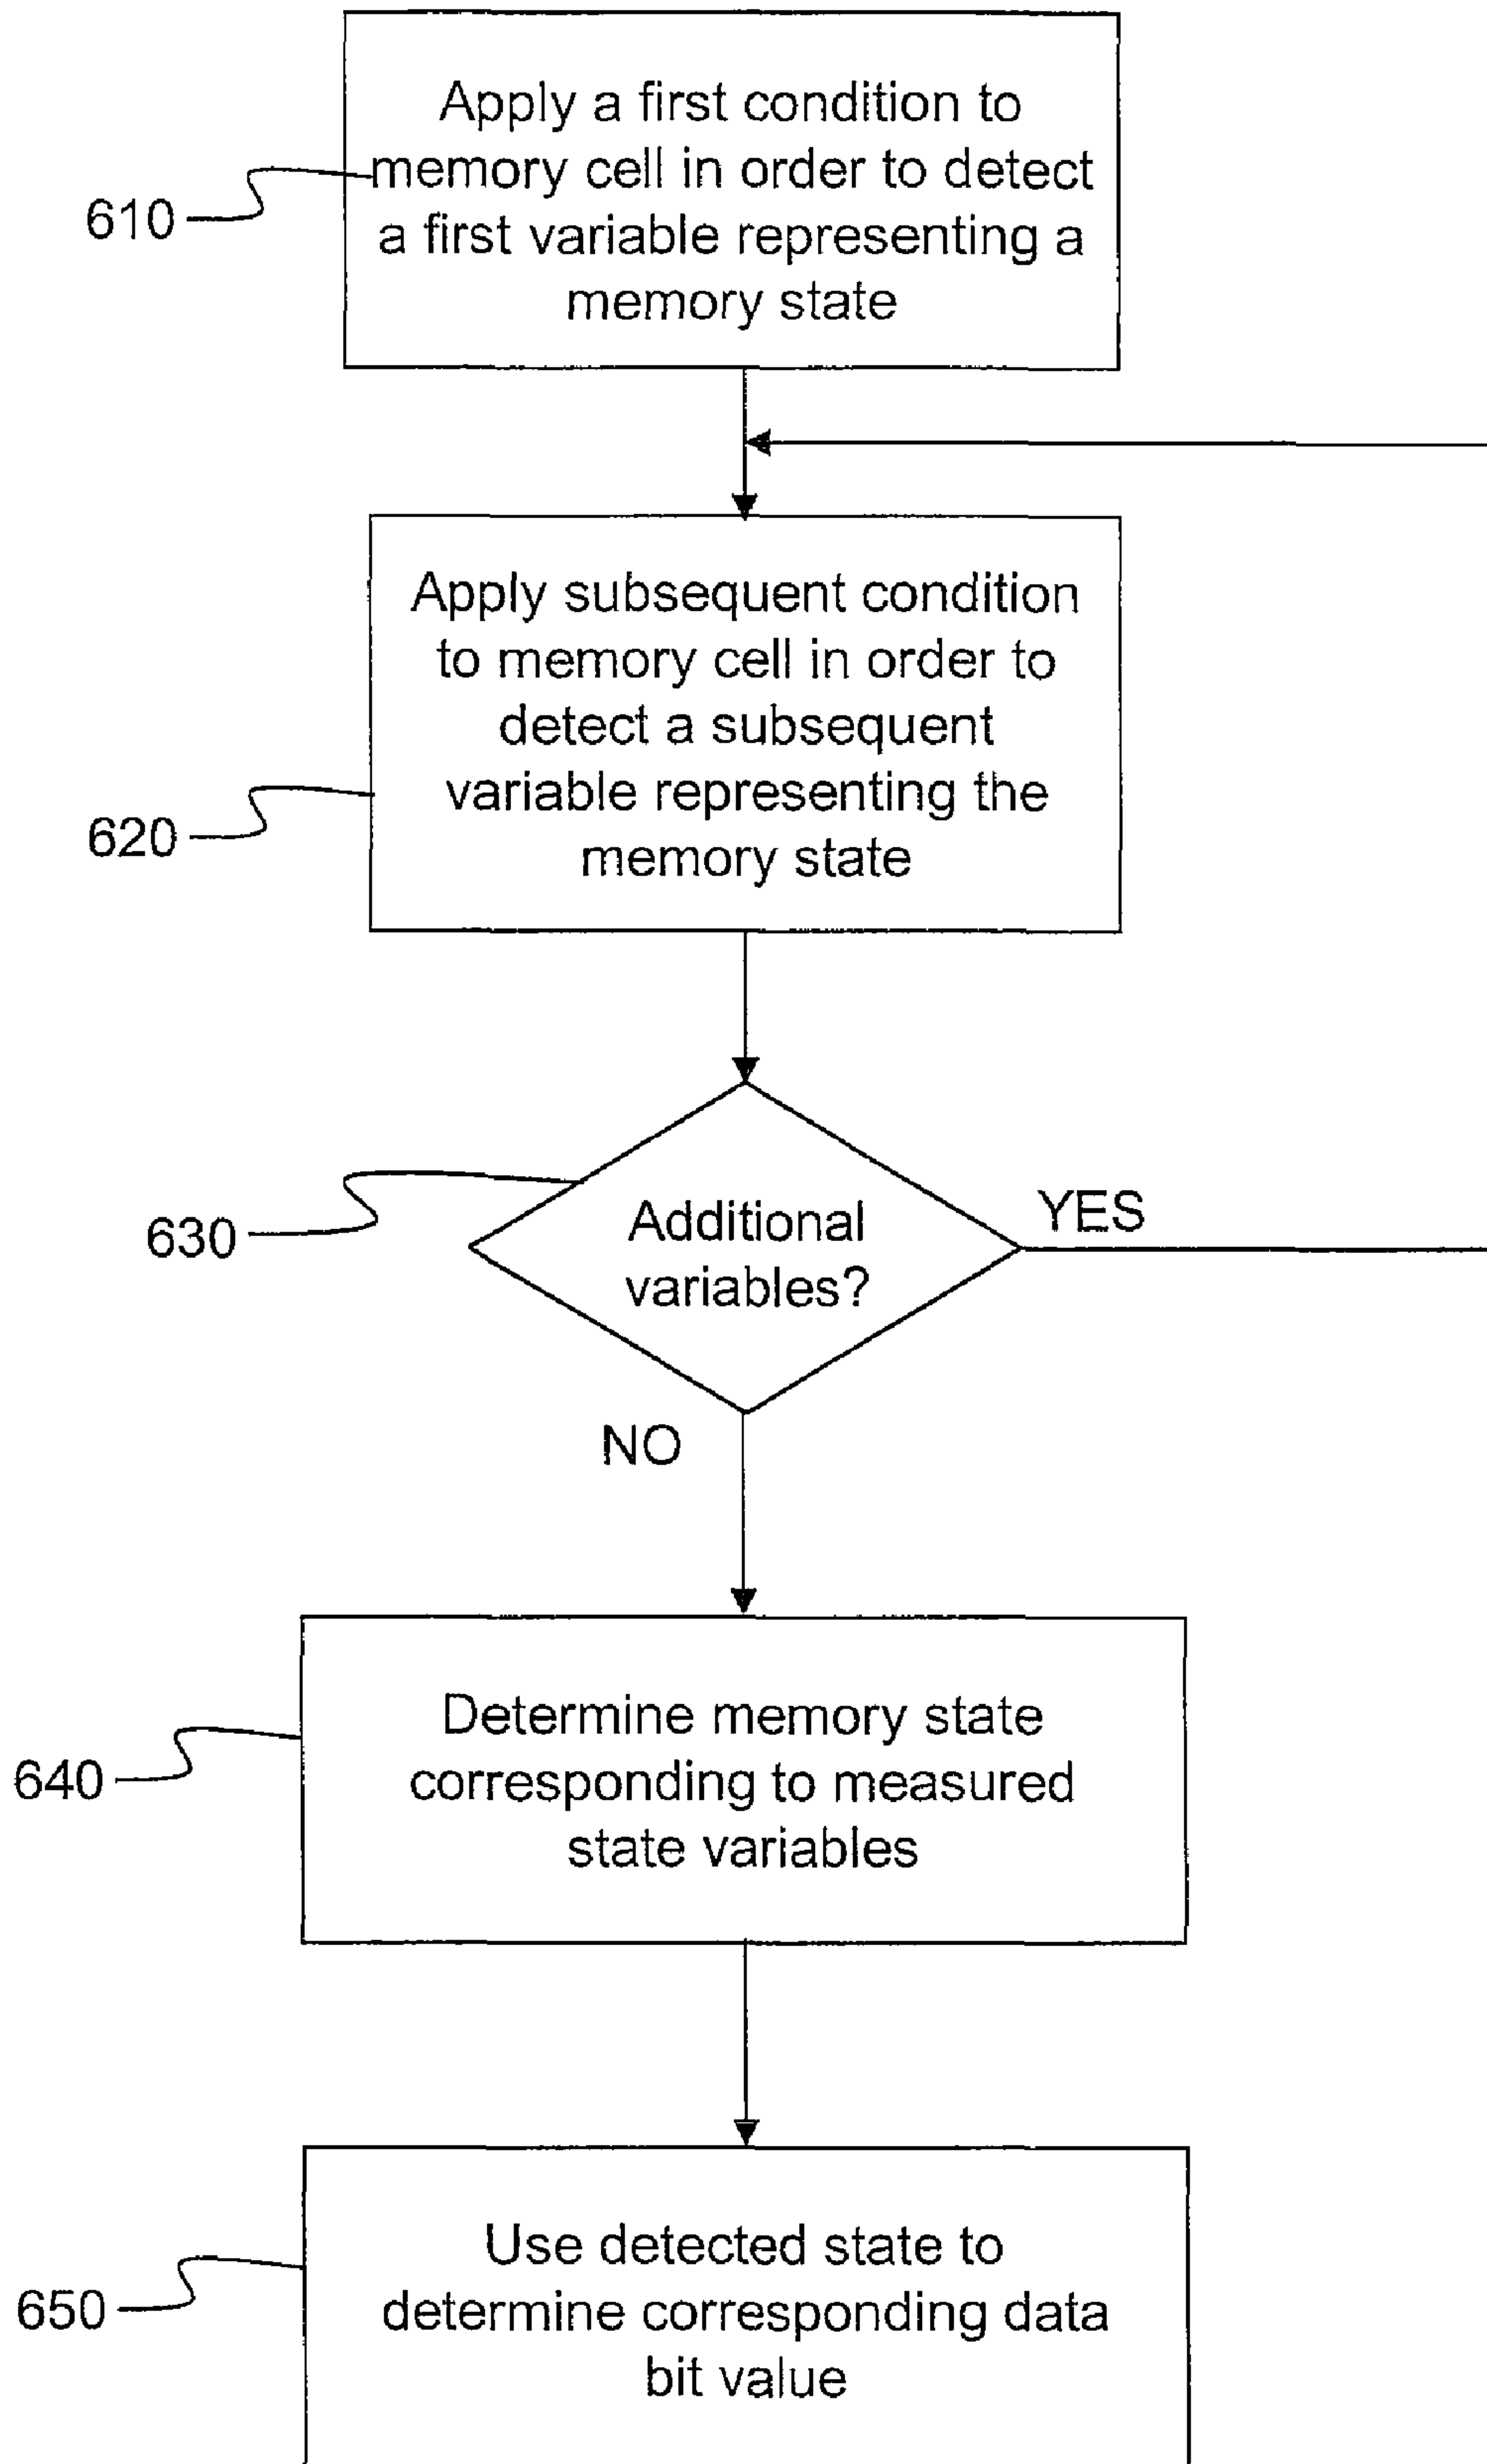 Apply a first condition to
memory cell in order to detect
a first variable representing a
memory state
610
Apply subsequent condition
to memory cell in order to
detect a subsequent
variable representing the
memory state
620
Additional
variables?
630
YES
NO
Determine memory state
corresponding to measured
state variables
640
Use detected state to
determine corresponding data
bit value
650